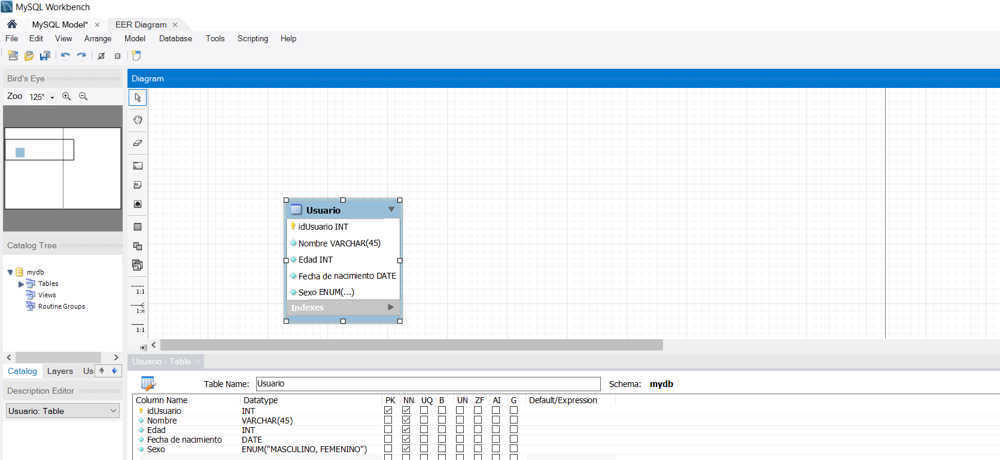 MySQL Workbench
MySQL Model* × EER Diagram ×
File Edit View Arrange Model Database Tools Scripting Help
Bird's Eye
Diagram
Zoo 125%
Catalog Tree
mydb
Tables
Views
Routine Groups
Usuario
idUsuario INT
Nombre VARCHAR(45)
Edad INT
Fecha de nacimiento DATE
Sexo ENUM(...)
Indexes
1:1
1:n
1:1
Catalog Layers Us
Usuario - Table ×
Description Editor
Usuario: Table
Table Name: Usuario Schema: mydb
Column Name Datatype PK NN UQ B UN ZF AI G Default/Expression
idUsuario INT
Nombre VARCHAR(45)
Edad INT
Fecha de nacimiento DATE
Sexo ENUM("MASCULINO, FEMENINO")